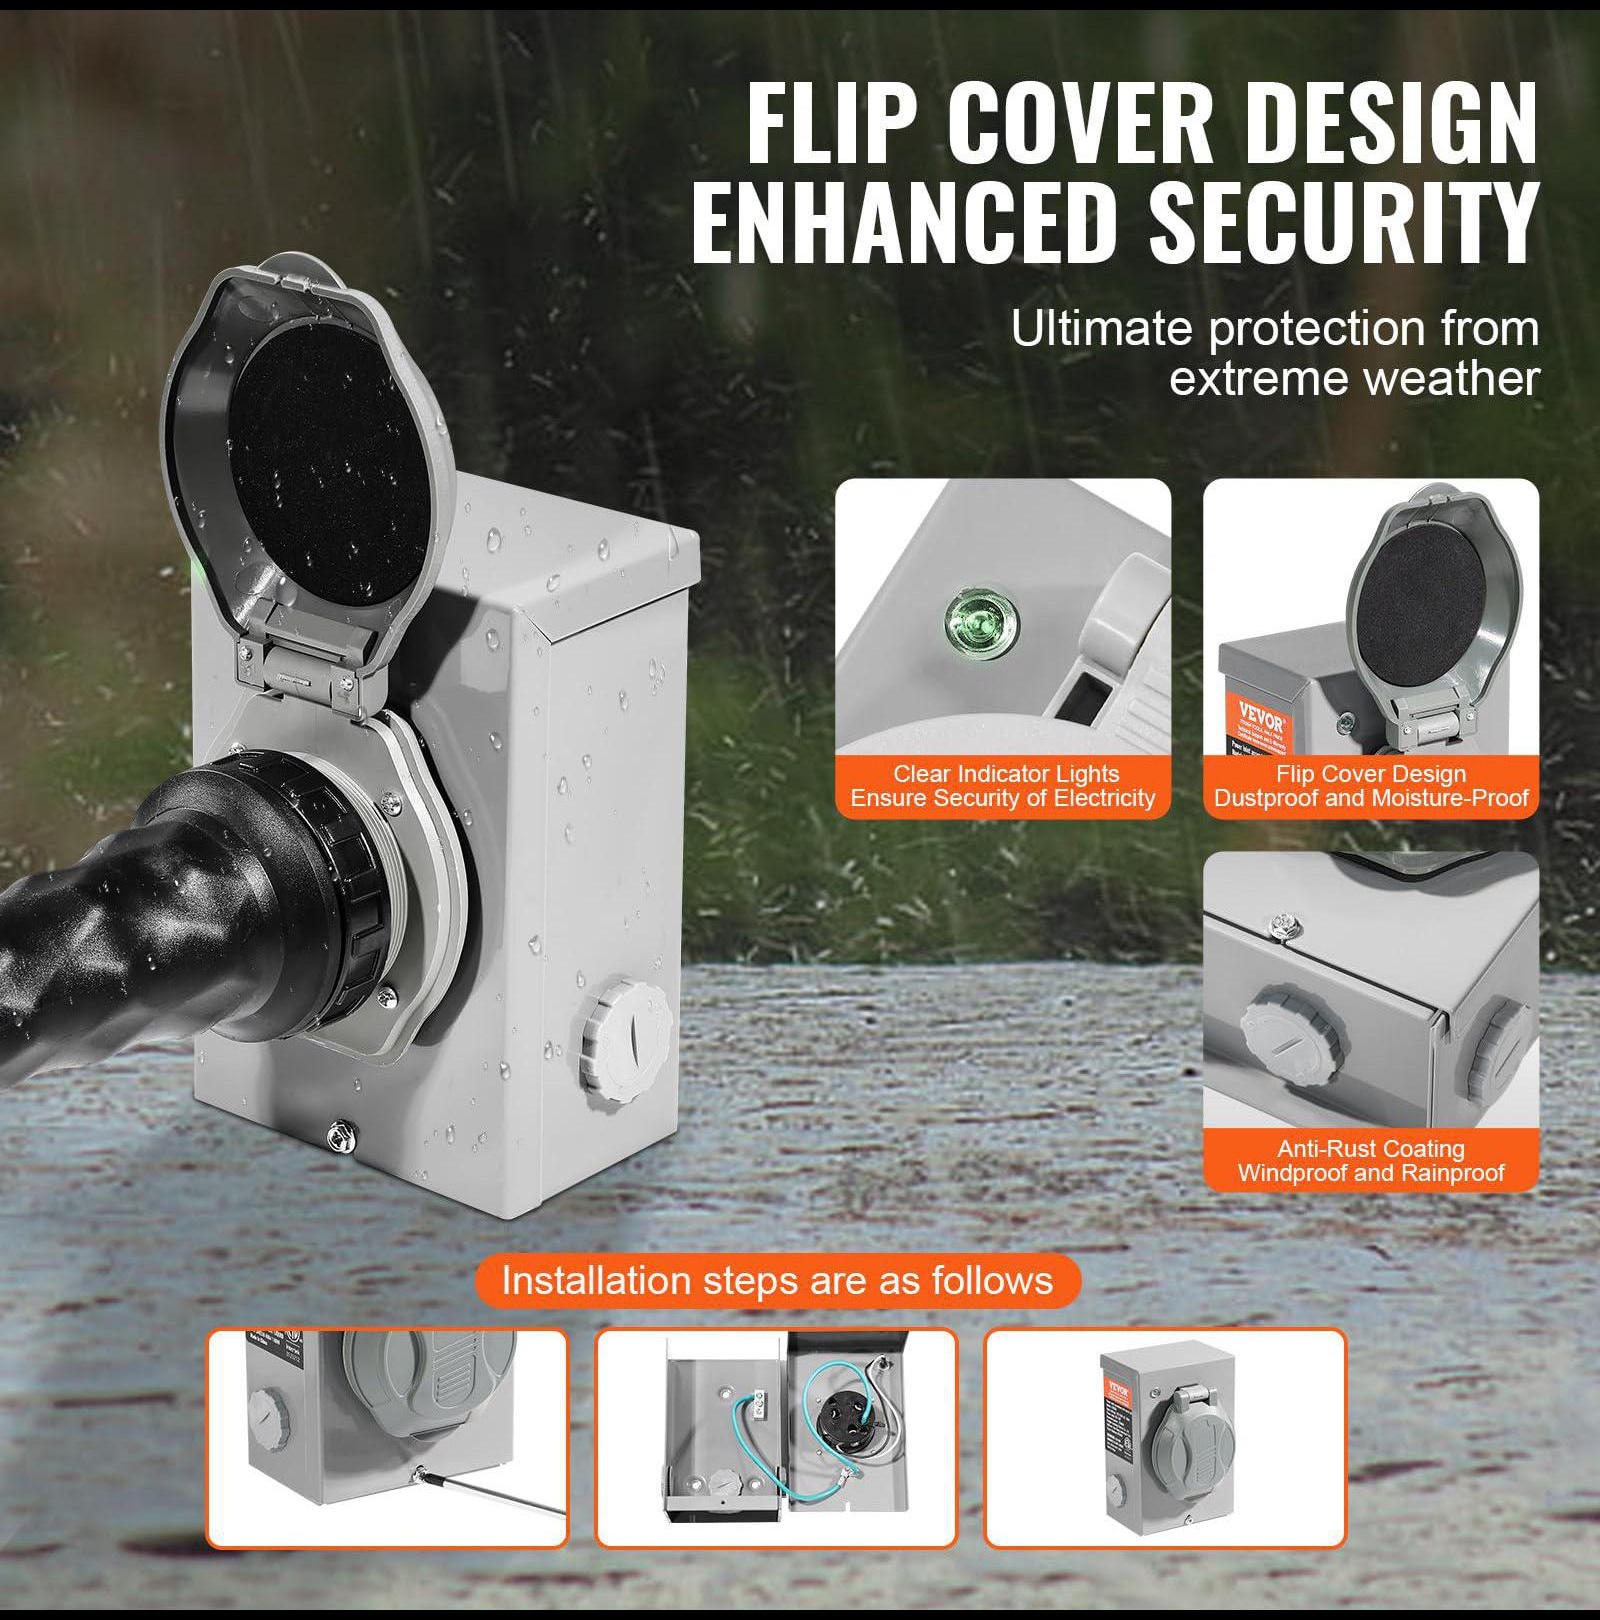 FLIP COVER DESIGN
ENHANCED SECURITY
Ultimate protection from
extreme weather
Clear Indicator Lights
Ensure Security of Electricity
VEVOR
Flip Cover Design
Dustproof and Moisture-Proof
Anti-Rust Coating
Windproof and Rainproof
Installation steps are as follows
VEVOR